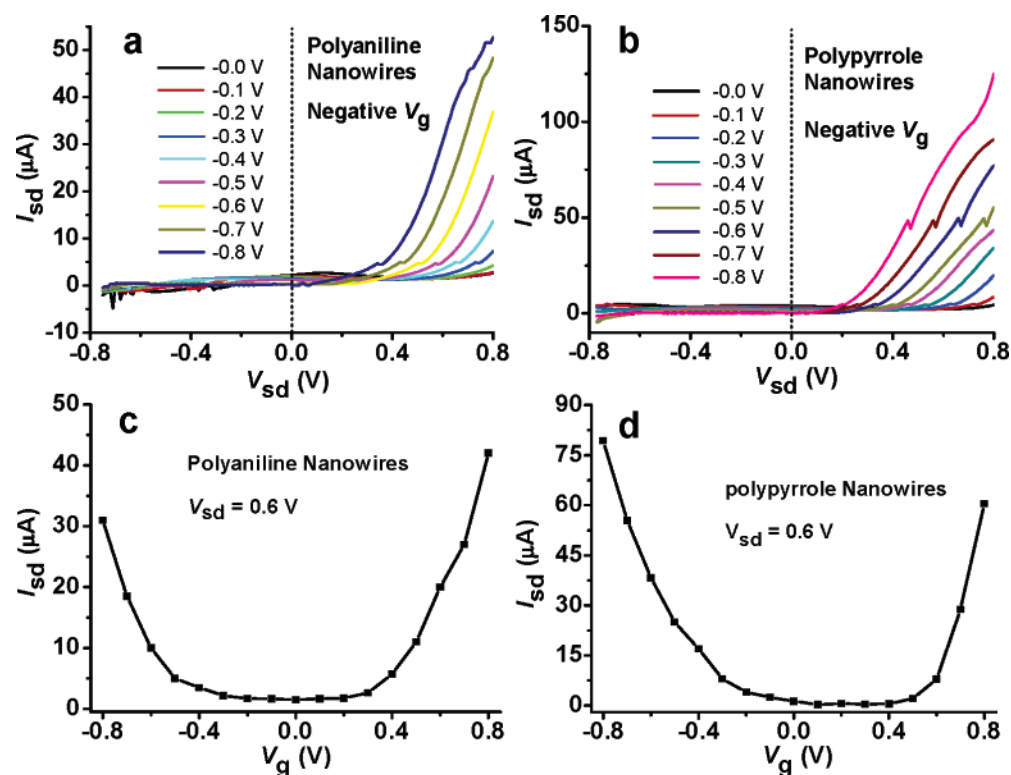 a
Polyaniline
Nanowires
Negative Vg
-0.0 V
-0.1 V
-0.2 V
-0.3 V
-0.4 V
-0.5 V
-0.6 V
-0.7 V
-0.8 V
50
40
30
20
10
0
-10
Isd (µA)
-0.8
-0.4
0.0
0.4
0.8
Vsd (V)
b
Polypyrrole
Nanowires
Negative Vg
-0.0 V
-0.1 V
-0.2 V
-0.3 V
-0.4 V
-0.5 V
-0.6 V
-0.7 V
-0.8 V
150
100
50
0
Isd (µA)
-0.8
-0.4
0.0
0.4
0.8
Vsd (V)
c
Polyaniline Nanowires
Vsd = 0.6 V
50
40
30
20
10
0
Isd (µA)
-0.8
-0.4
0.0
0.4
0.8
Vg (V)
d
polypyrrole Nanowires
Vsd = 0.6 V
90
75
60
45
30
15
0
Isd (µA)
-0.8
-0.4
0.0
0.4
0.8
Vg (V)